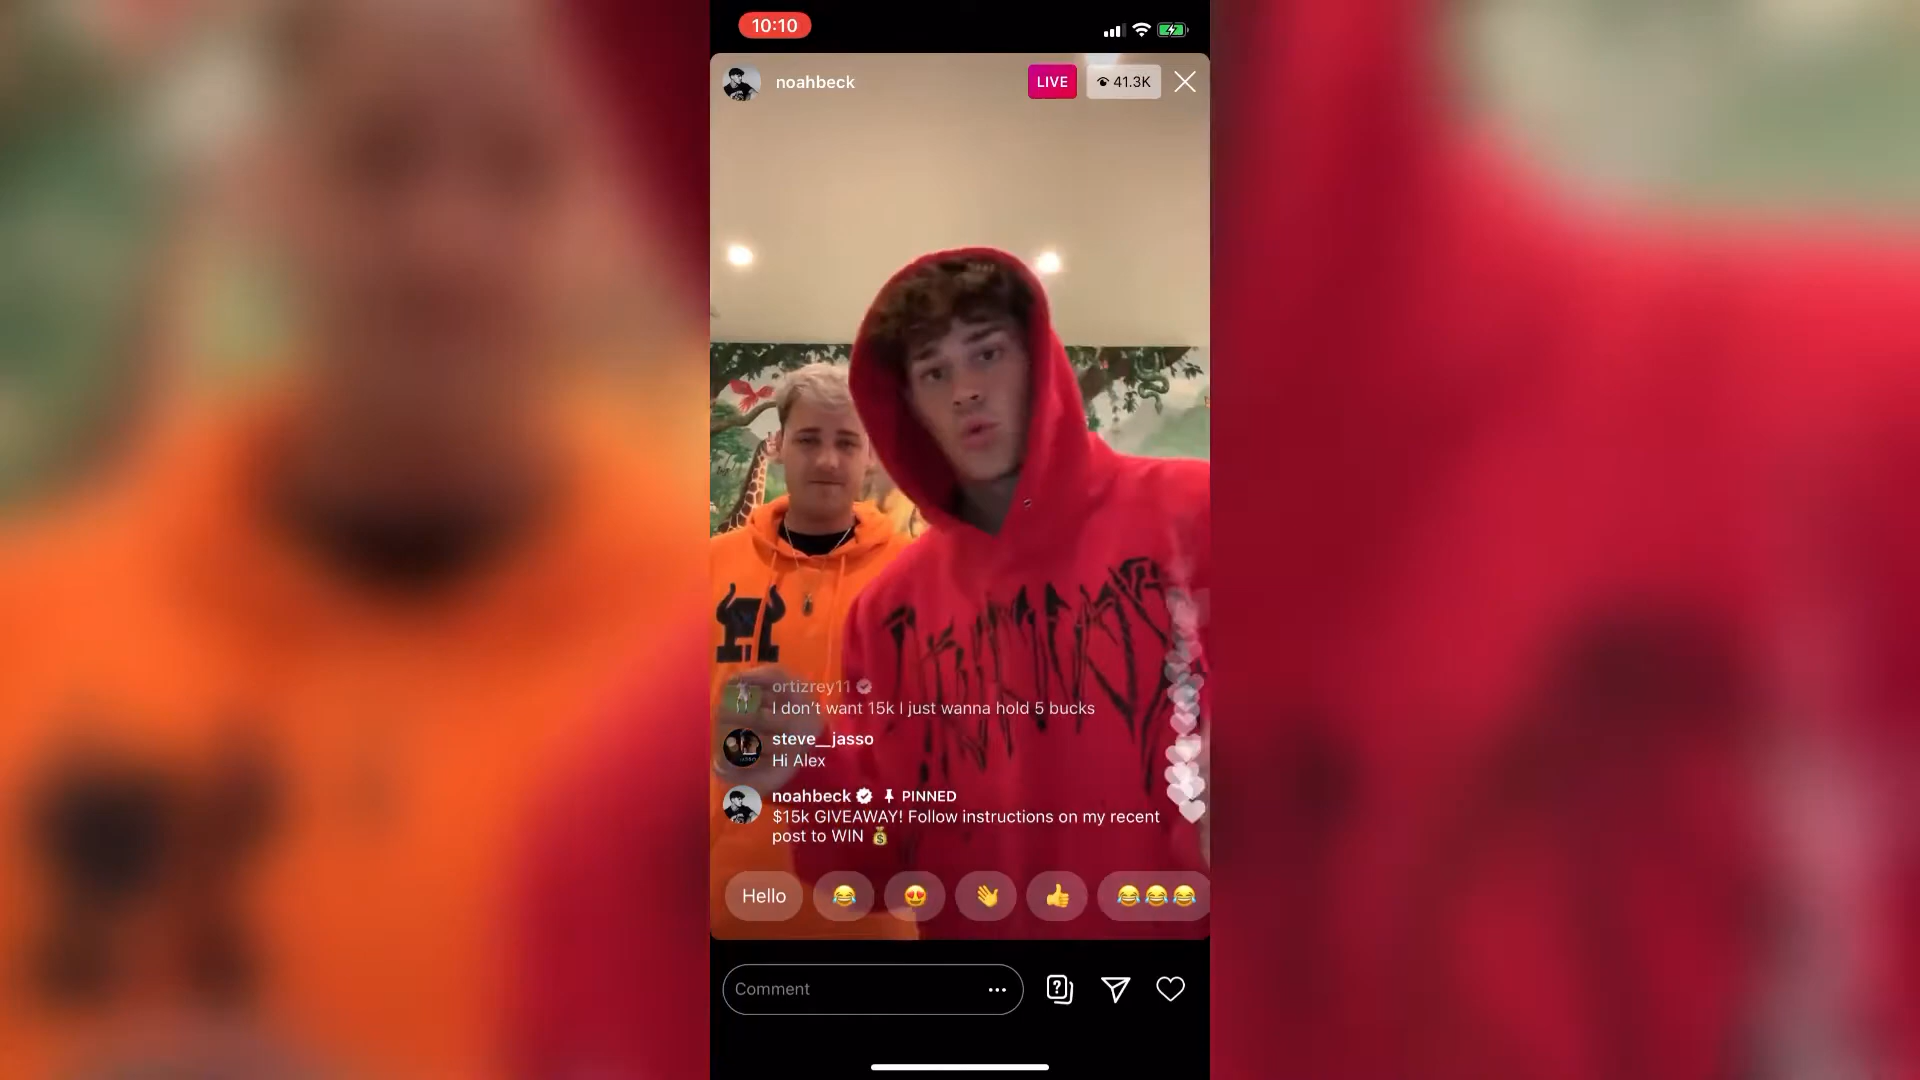 10:10
noahbeck
LIVE
41.3K
ortizrey11
I don't want 15k I just wanna hold 5 bucks
steve__jasso
Hi Alex
noahbeck PINNED
$15k GIVEAWAY! Follow instructions on my recent
post to WIN 💰
Hello 😂 😍 👋 👍 😂😂😂
Comment